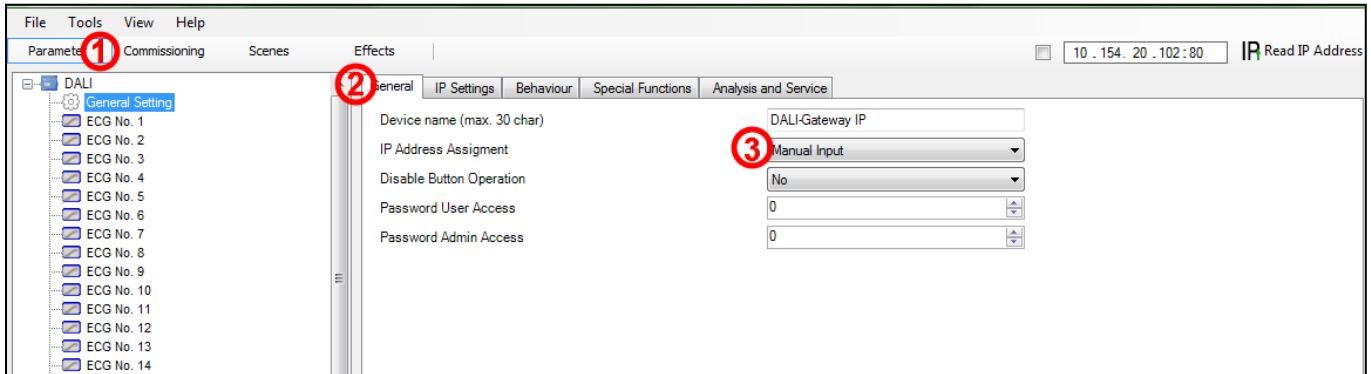 File Tools View Help
Paramete 1 Commissioning Scenes Effects 10 . 154. 20 .102:80 IP Read IP Address
DALI
General Setting
ECG No. 1
ECG No. 2
ECG No. 3
ECG No. 4
ECG No. 5
ECG No. 6
ECG No. 7
ECG No. 8
ECG No. 9
ECG No. 10
ECG No. 11
ECG No. 12
ECG No. 13
ECG No. 14
2 General IP Settings Behaviour Special Functions Analysis and Service
Device name (max. 30 char) DALI-Gateway IP
IP Address Assigment 3 Manual Input
Disable Button Operation No
Password User Access 0
Password Admin Access 0